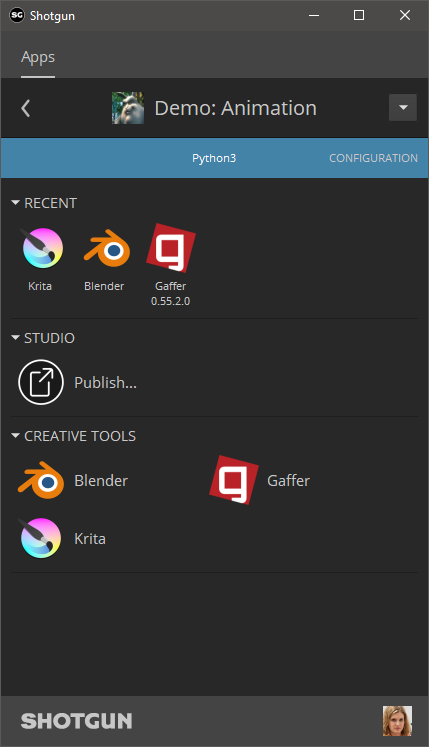 SG Shotgun
Apps
Demo: Animation
Python3 CONFIGURATION
RECENT
Krita Blender Gaffer
0.55.2.0
STUDIO
Publish...
CREATIVE TOOLS
Blender Gaffer
Krita
SHOTGUN